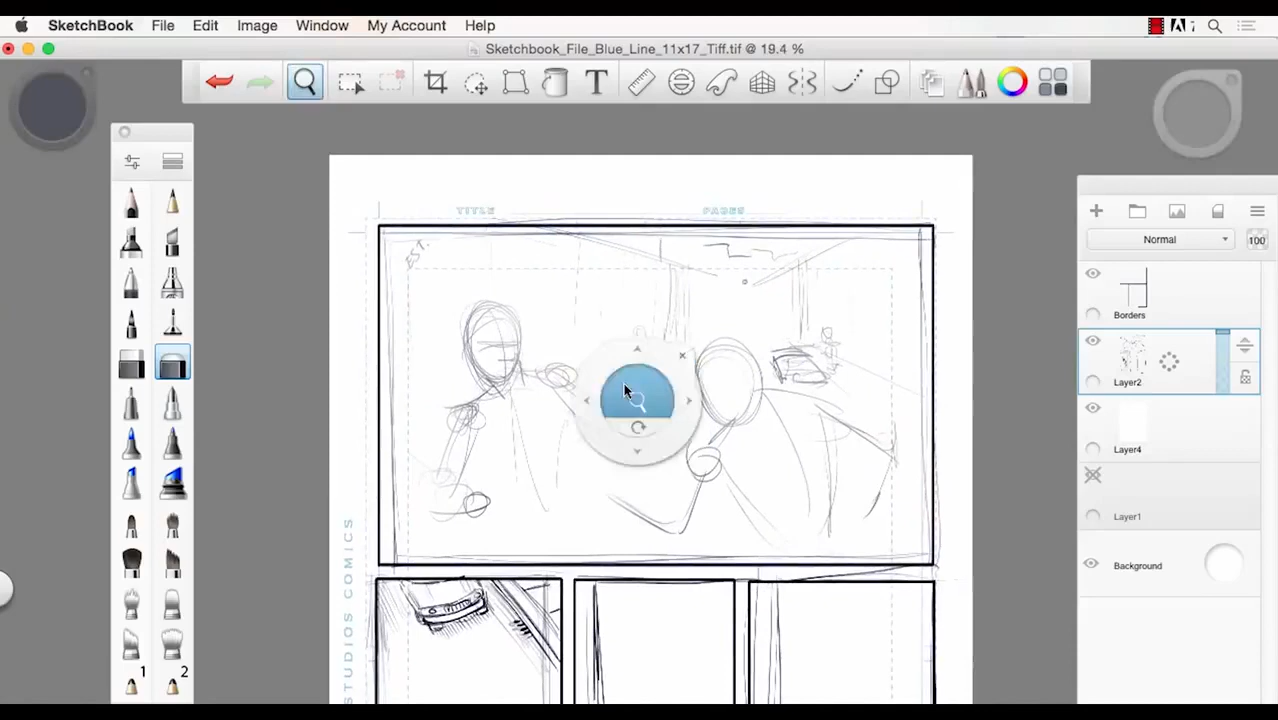 SketchBook File Edit Image Window My Account Help
Sketchbook_File_Blue_Line_11x17_Tiff.tif @ 19.4 %
T
Normal 100
TITLE PAGES
Borders
Layer2
Layer4
Layer1
Background
STUDIOS COMICS
1 2